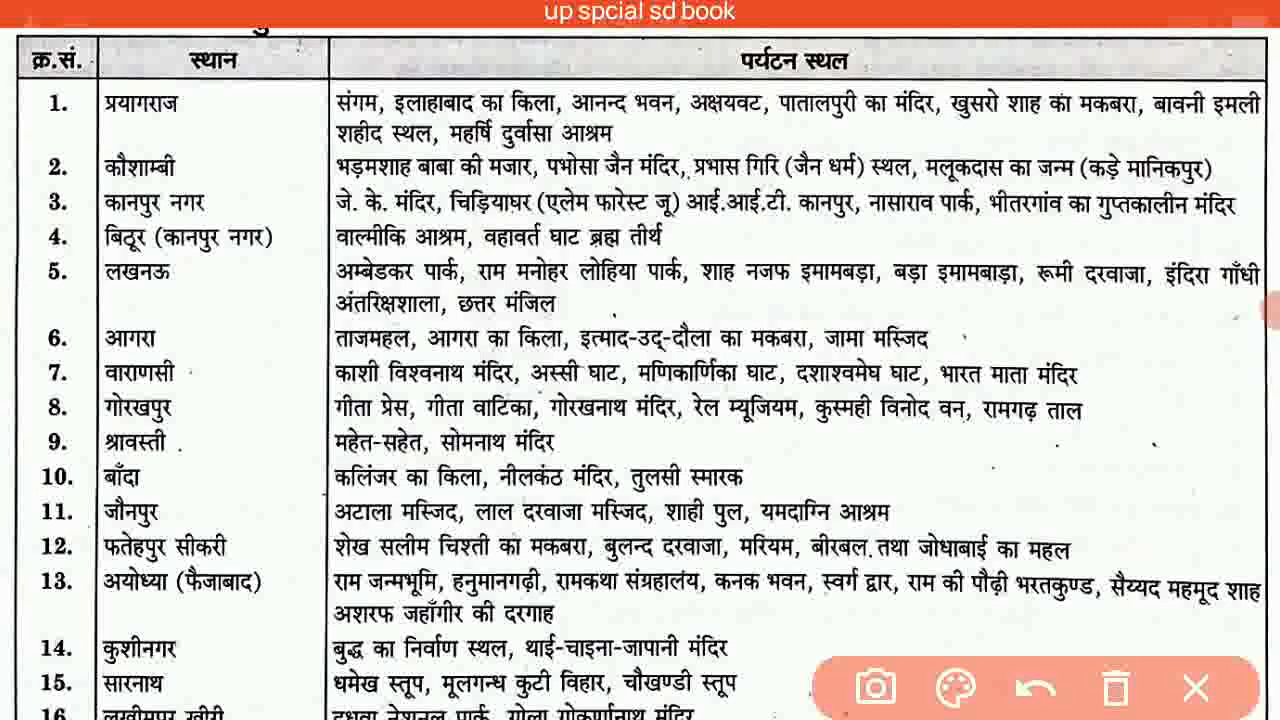 up spcial sd book
क्र.सं. स्थान पर्यटन स्थल
1. प्रयागराज संगम, इलाहाबाद का किला, आनन्द भवन, अक्षयवट, पातालपुरी का मंदिर, खुसरो शाह का मकबरा, बावनी इमली
शहीद स्थल, महर्षि दुर्वासा आश्रम
2. कौशाम्बी भड़मशाह बाबा की मजार, पभोसा जैन मंदिर, प्रभास गिरि (जैन धर्म) स्थल, मलूकदास का जन्म (कड़े मानिकपुर)
3. कानपुर नगर जे. के. मंदिर, चिड़ियाघर (एलेम फारेस्ट जू) आई.आई.टी. कानपुर, नासाराव पार्क, भीतरगांव का गुप्तकालीन मंदिर
4. बिठूर (कानपुर नगर) वाल्मीकि आश्रम, वहावर्त घाट ब्रह्म तीर्थ
5. लखनऊ अम्बेडकर पार्क, राम मनोहर लोहिया पार्क, शाह नजफ इमामबड़ा, बड़ा इमामबाड़ा, रूमी दरवाजा, इंदिरा गाँधी
अंतरिक्षशाला, छत्तर मंजिल
6. आगरा ताजमहल, आगरा का किला, इत्माद-उद्-दौला का मकबरा, जामा मस्जिद
7. वाराणसी काशी विश्वनाथ मंदिर, अस्सी घाट, मणिकार्णिका घाट, दशाश्वमेघ घाट, भारत माता मंदिर
8. गोरखपुर गीता प्रेस, गीता वाटिका, गोरखनाथ मंदिर, रेल म्यूजियम, कुस्मही विनोद वन, रामगढ़ ताल
9. श्रावस्ती महेत-सहेत, सोमनाथ मंदिर
10. बाँदा कलिंजर का किला, नीलकंठ मंदिर, तुलसी स्मारक
11. जौनपुर अटाला मस्जिद, लाल दरवाजा मस्जिद, शाही पुल, यमदाग्नि आश्रम
12. फतेहपुर सीकरी शेख सलीम चिश्ती का मकबरा, बुलन्द दरवाजा, मरियम, बीरबल तथा जोधाबाई का महल
13. अयोध्या (फैजाबाद) राम जन्मभूमि, हनुमानगढ़ी, रामकथा संग्रहालय, कनक भवन, स्वर्ग द्वार, राम की पौढ़ी भरतकुण्ड, सैय्यद महमूद शाह
अशरफ जहाँगीर की दरगाह
14. कुशीनगर बुद्ध का निर्वाण स्थल, थाई-चाइना-जापानी मंदिर
15. सारनाथ धमेख स्तूप, मूलगन्ध कुटी विहार, चौखण्डी स्तूप
16. लखीमपुर खीरी दुधवा नेशनल पार्क, गोला गोकर्णनाथ मंदिर